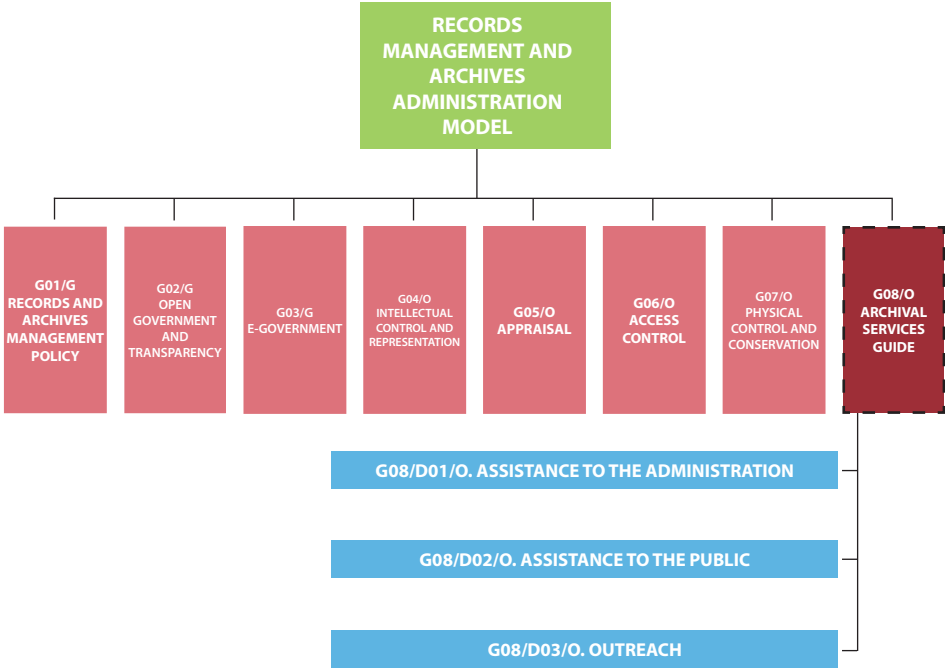 RECORDS
MANAGEMENT AND
ARCHIVES
ADMINISTRATION
MODEL
G01/G
RECORDS AND
ARCHIVES
MANAGEMENT
POLICY
G02/G
OPEN
GOVERNMENT
AND
TRANSPARENCY
G03/G
E-GOVERNMENT
G04/O
INTELLECTUAL
CONTROL AND
REPRESENTATION
G05/O
APPRAISAL
G06/O
ACCESS
CONTROL
G07/O
PHYSICAL
CONTROL AND
CONSERVATION
G08/O
ARCHIVAL
SERVICES
GUIDE
G08/D01/O. ASSISTANCE TO THE ADMINISTRATION
G08/D02/O. ASSISTANCE TO THE PUBLIC
G08/D03/O. OUTREACH